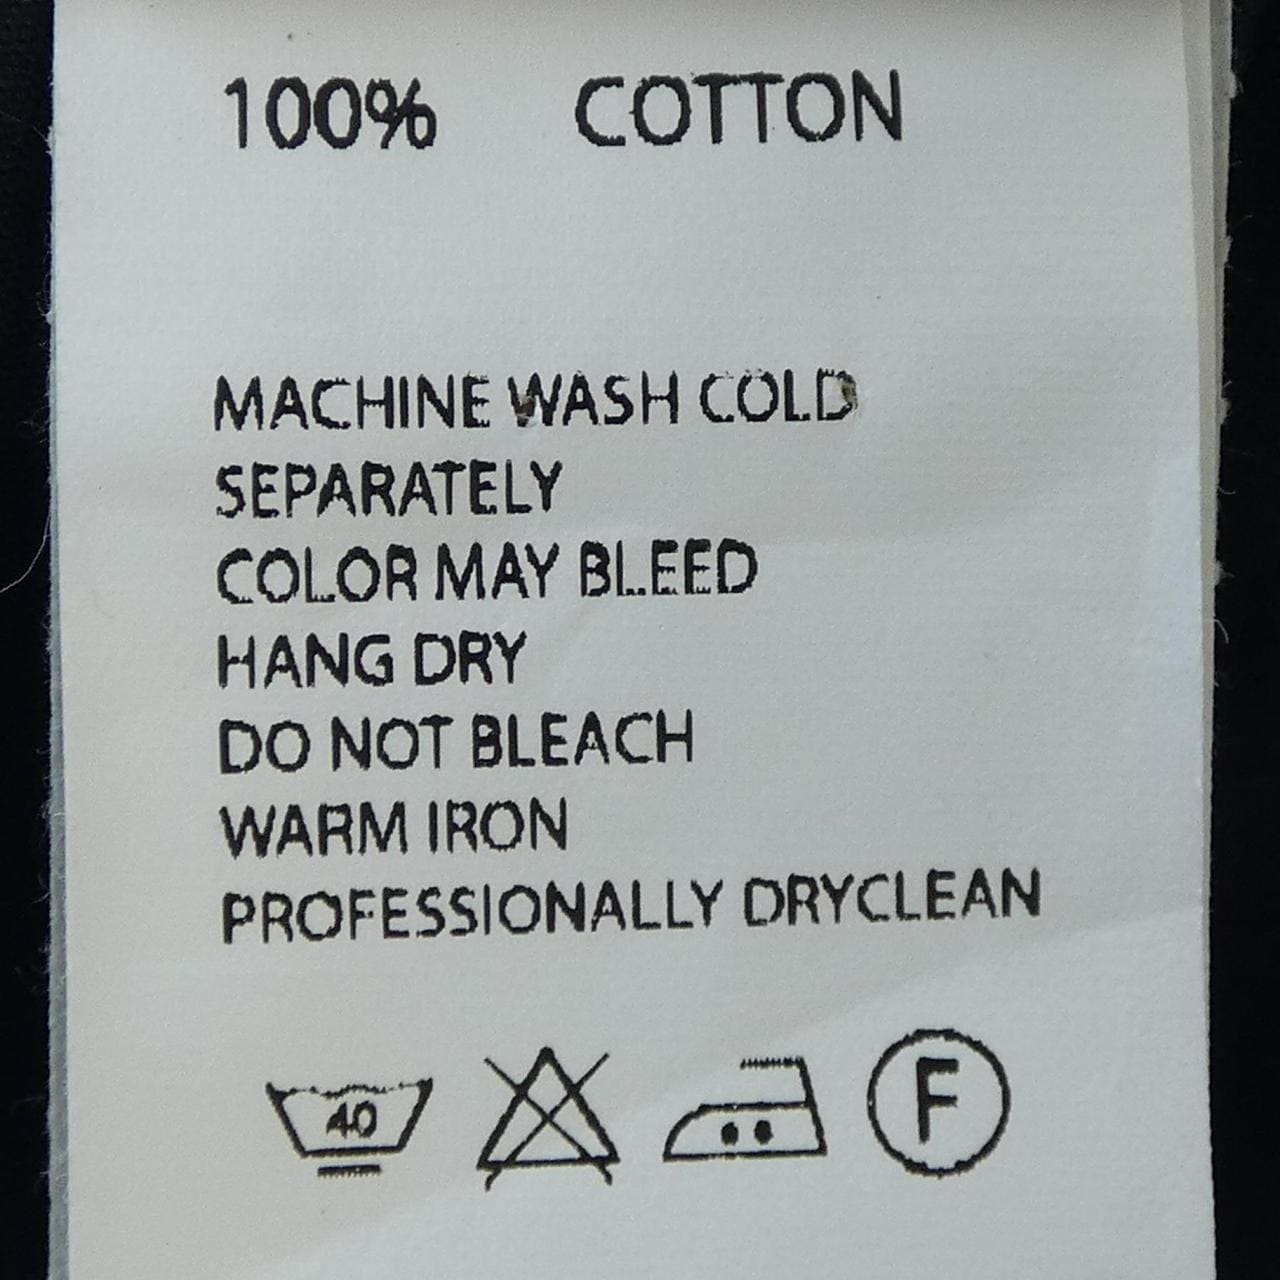 100% COTTON
MACHINE WASH COLD
SEPARATELY
COLOR MAY BLEED
HANG DRY
DO NOT BLEACH
WARM IRON
PROFESSIONALLY DRYCLEAN
40 F